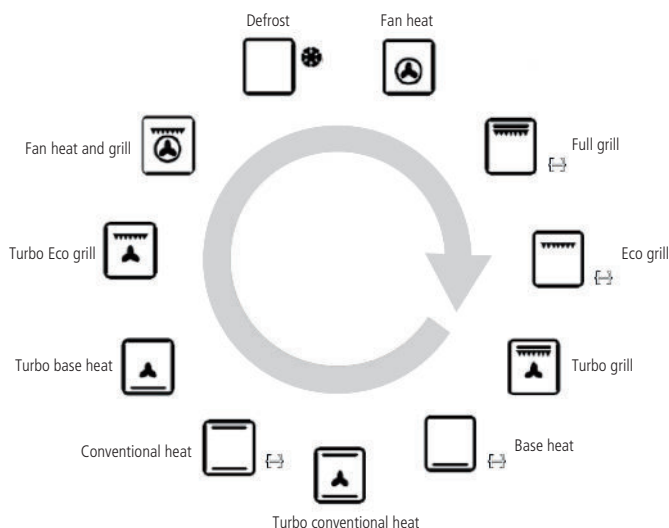 Defrost
Fan heat
Fan heat and grill
Full grill
Turbo Eco grill
Eco grill
Turbo base heat
Turbo grill
Conventional heat
Base heat
Turbo conventional heat